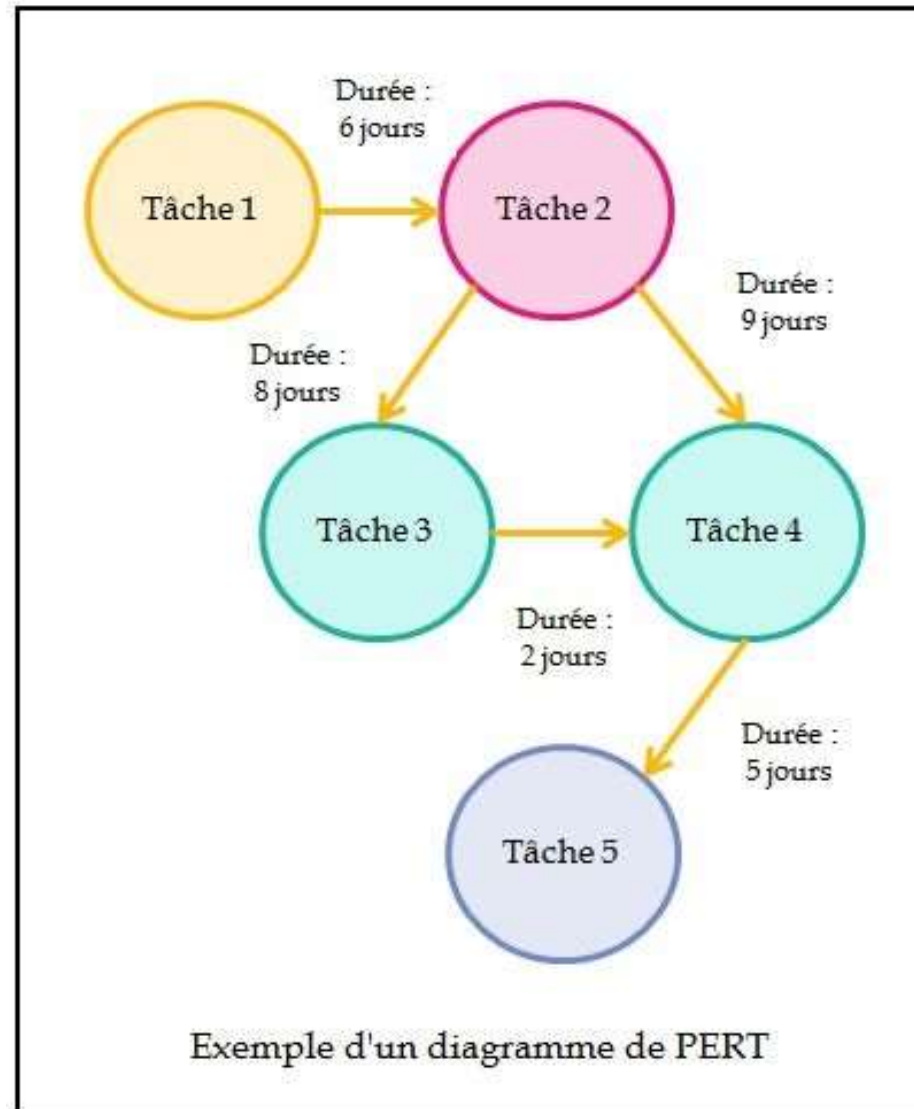 Durée :
6 jours
Tâche 1
Tâche 2
Durée :
9 jours
Durée :
8 jours
Tâche 3
Tâche 4
Durée :
2 jours
Durée :
5 jours
Tâche 5
Exemple d'un diagramme de PERT